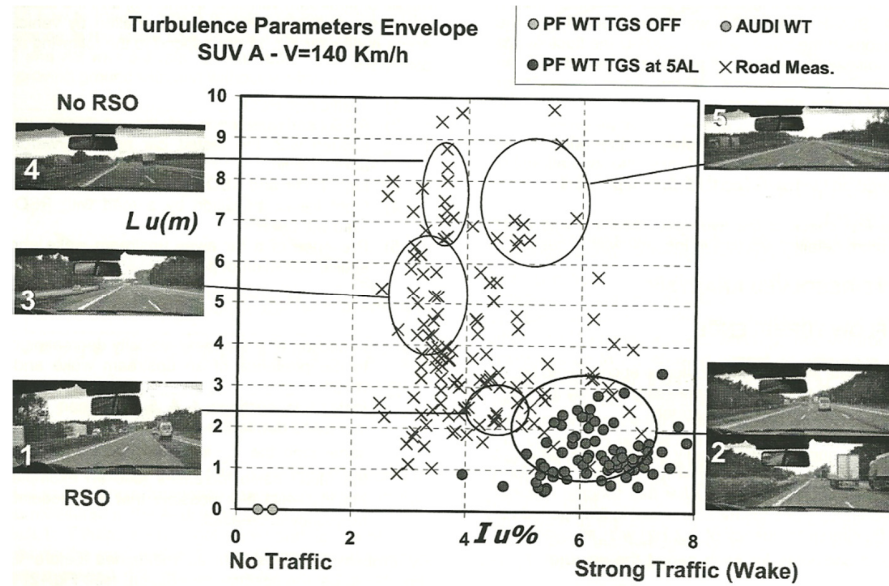 Turbulence Parameters Envelope
SUV A - V=140 Km/h
PF WT TGS OFF
AUDI WT
PF WT TGS at 5AL
Road Meas.
No RSO
4
3
1
RSO
5
2
L u(m)
10
9
8
7
6
5
4
3
2
1
0
0
2
4
6
8
I u%
No Traffic
Strong Traffic (Wake)